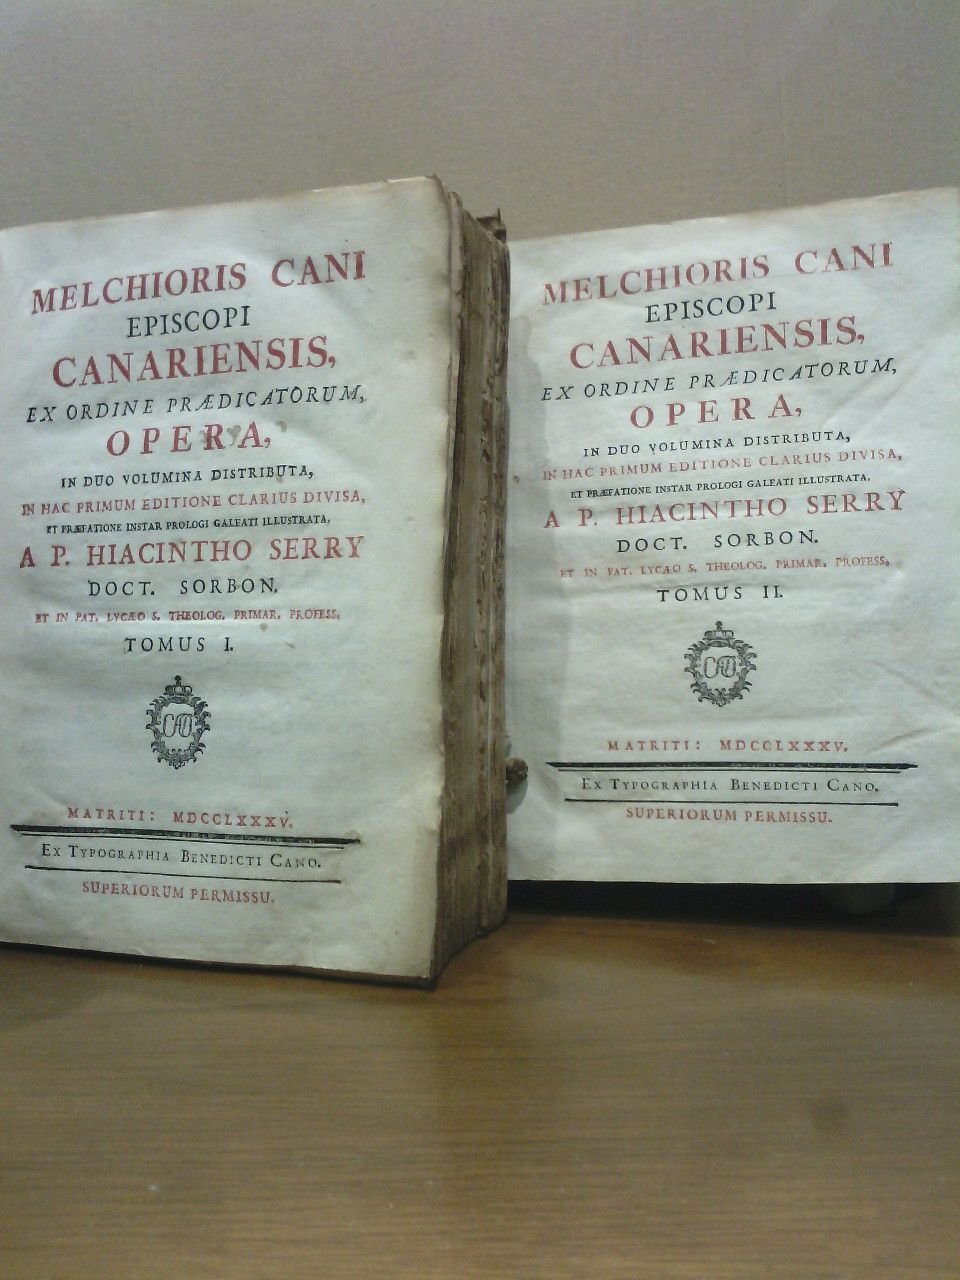 MELCHIORIS CANI
EPISCOPI
CANARIENSIS,
EX ORDINE PRÆDICATORUM,
OPERA,
IN DUO VOLUMINA DISTRIBUTA,
IN HAC PRIMUM EDITIONE CLARIUS DIVISA,
ET PRÆFATIONE INSTAR PROLOGI GALEATI ILLUSTRATA,
A P. HIACINTHO SERRY
DOCT. SORBON.
ET IN PAT. LYCÆO S. THEOLOG. PRIMAR. PROFESS.
TOMUS I.
MATRITI: MDCCLXXXV.
EX TYPOGRAPHIA BENEDICTI CANO.
SUPERIORUM PERMISSU.
MELCHIORIS CANI
EPISCOPI
CANARIENSIS,
EX ORDINE PRÆDICATORUM,
OPERA,
IN DUO VOLUMINA DISTRIBUTA,
IN HAC PRIMUM EDITIONE CLARIUS DIVISA,
ET PRÆFATIONE INSTAR PROLOGI GALEATI ILLUSTRATA,
A P. HIACINTHO SERRY
DOCT. SORBON.
ET IN PAT. LYCÆO S. THEOLOG. PRIMAR. PROFESS.
TOMUS II.
MATRITI: MDCCLXXXV.
EX TYPOGRAPHIA BENEDICTI CANO.
SUPERIORUM PERMISSU.